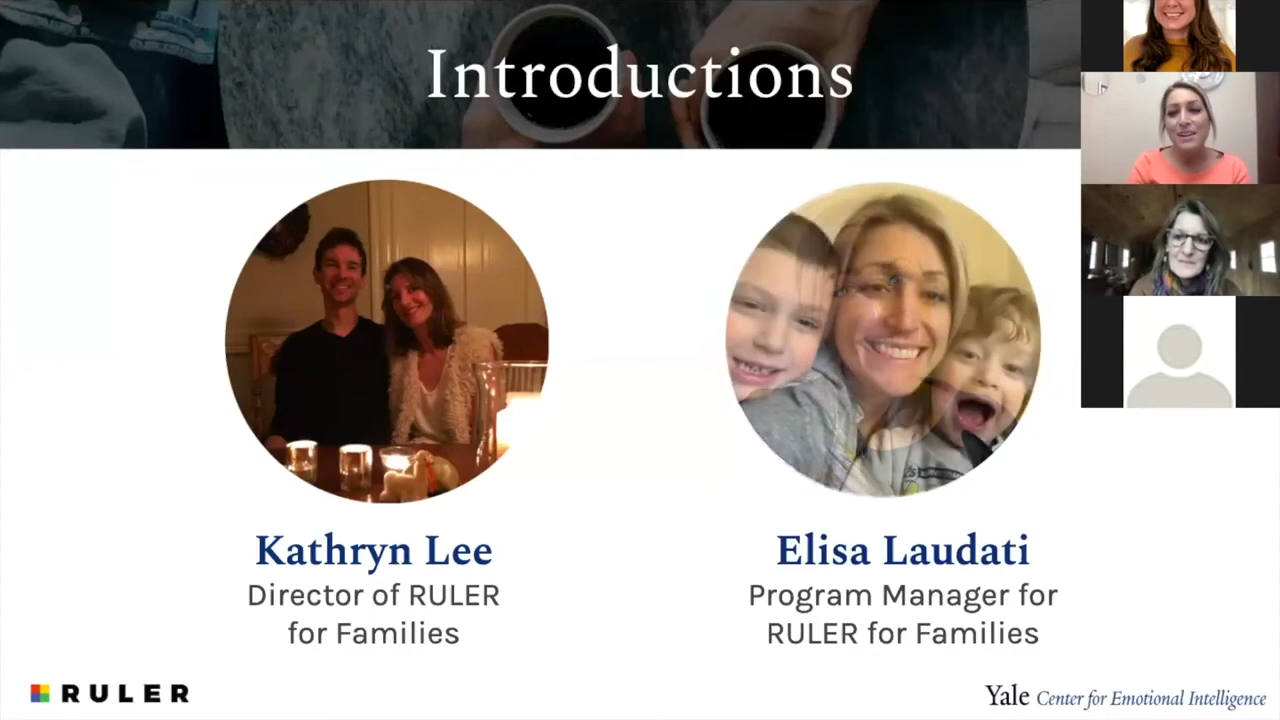 Introductions
Kathryn Lee
Director of RULER
for Families
Elisa Laudati
Program Manager for
RULER for Families
RULER
Yale Center for Emotional Intelligence